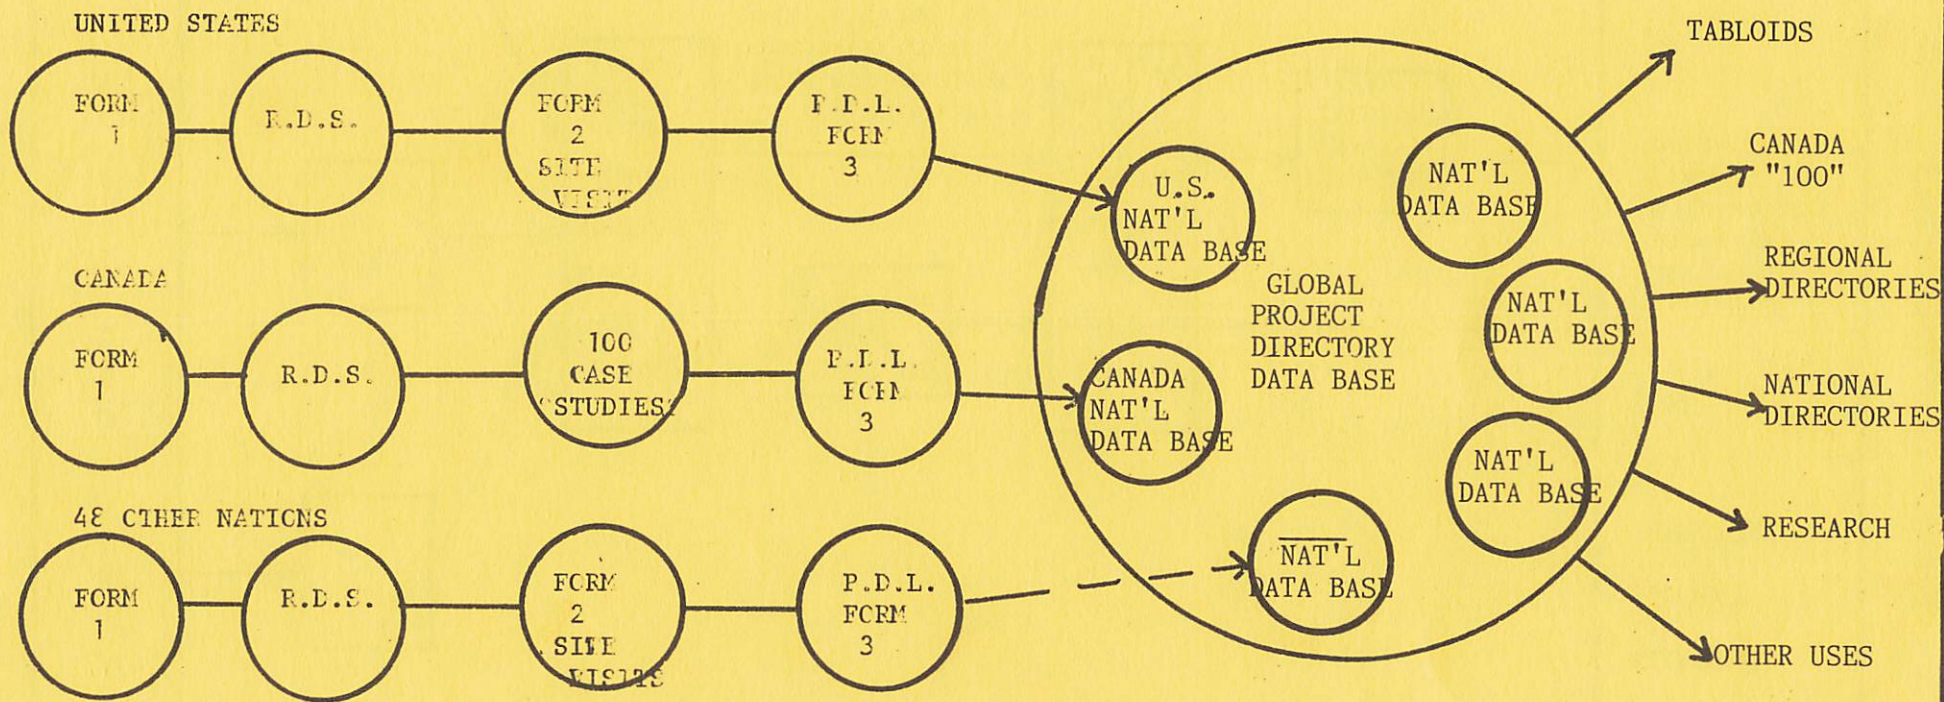 UNITED STATES
FORM
1
R.D.S.
FORM
2
SITE
VISIT
P.D.L.
FORM
3
CANADA
FORM
1
R.D.S.
100
CASE
STUDIES
P.D.L.
FORM
3
48 OTHER NATIONS
FORM
1
R.D.S.
FORM
2
SITE
VISITS
P.D.L.
FORM
3
U.S.
NAT'L
DATA BASE
NAT'L
DATA BASE
GLOBAL
PROJECT
DIRECTORY
DATA BASE
NAT'L
DATA BASE
CANADA
NAT'L
DATA BASE
NAT'L
DATA BASE
NAT'L
DATA BASE
TABLOIDS
CANADA
"100"
REGIONAL
DIRECTORIES
NATIONAL
DIRECTORIES
RESEARCH
OTHER USES